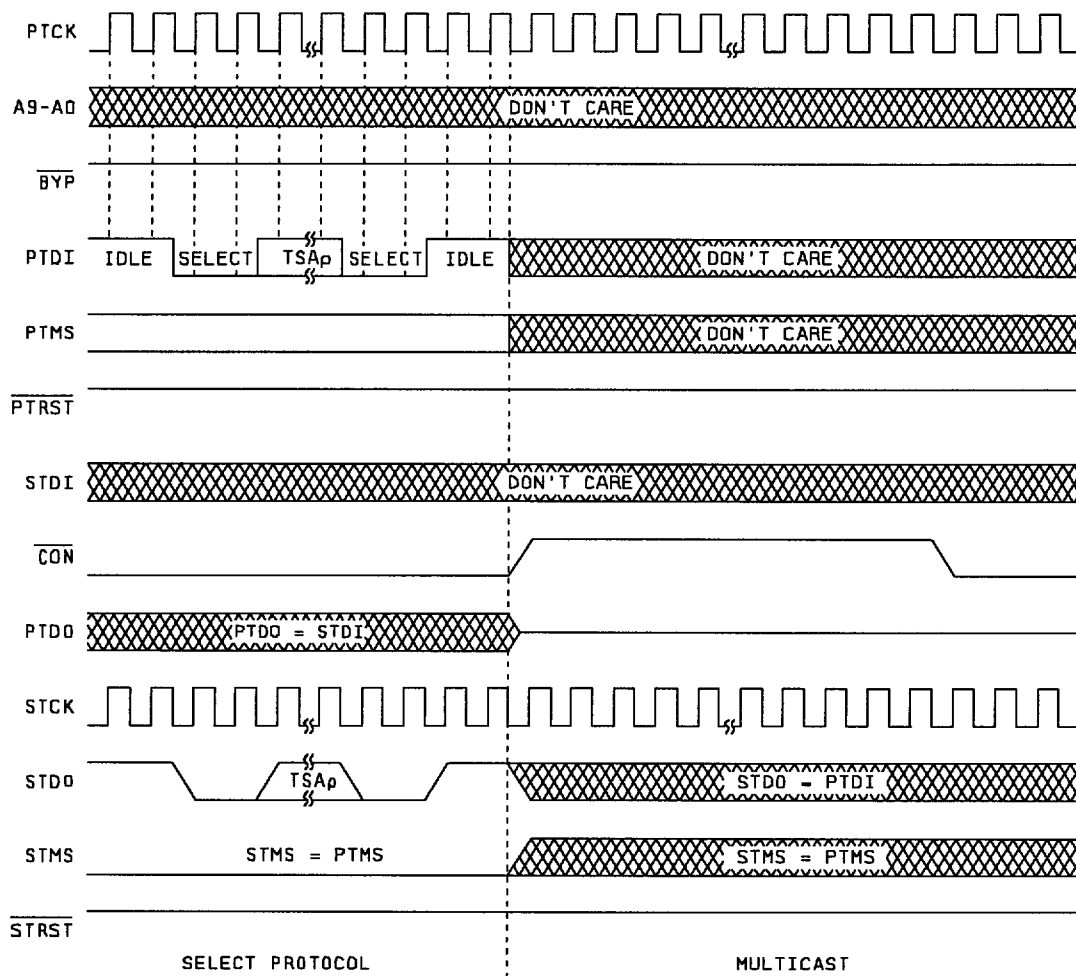 PTCK
A9-A0
DON'T CARE
BYP
PTDI
IDLE
SELECT
TSAp
SELECT
IDLE
DON'T CARE
PTMS
DON'T CARE
PTRST
STDI
DON'T CARE
CON
PTDO
PTDO = STDI
STCK
STDO
TSAp
STDO = PTDI
STMS
STMS = PTMS
STMS = PTMS
STRST
SELECT PROTOCOL
MULTICAST